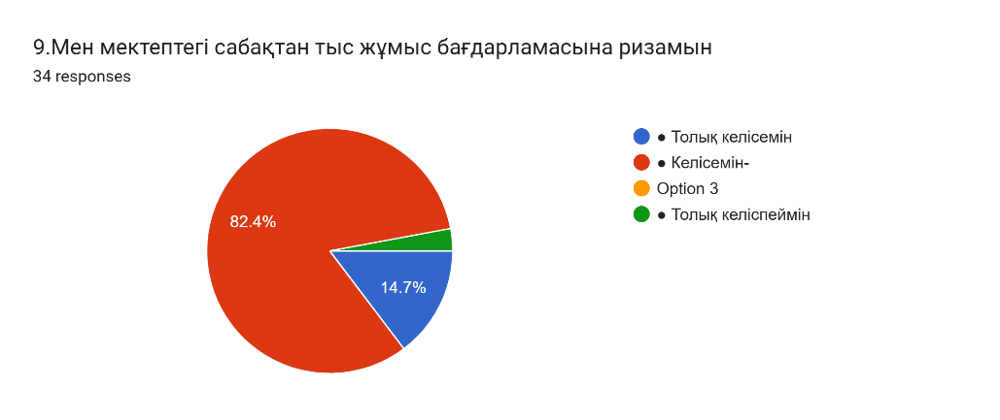 9.Мен мектептегі сабақтан тыс жұмыс бағдарламасына ризамын
34 responses
● Толық келісемін
● Келісемін-
Option 3
● Толық келіспеймін
82.4%
14.7%